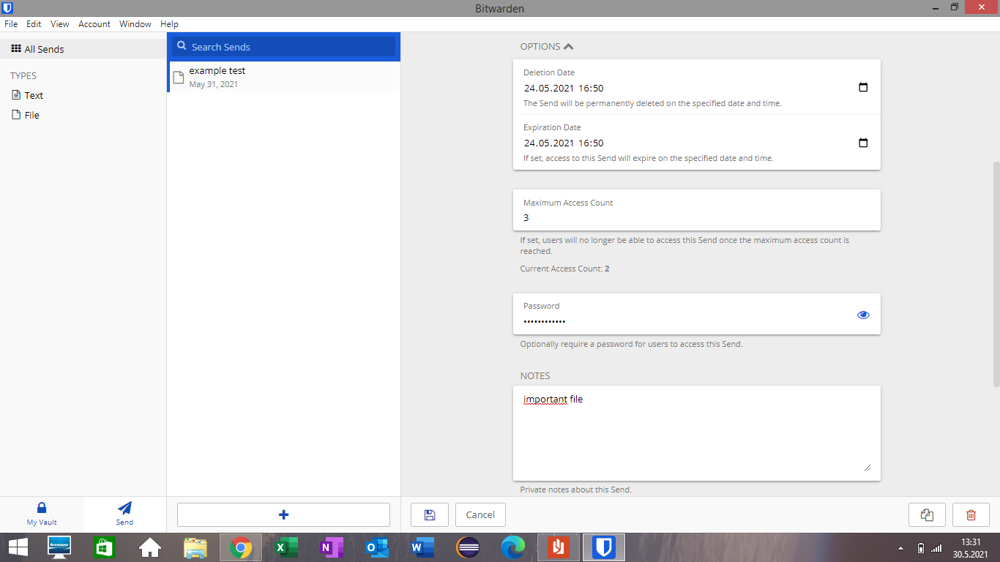 Bitwarden
File Edit View Account Window Help
All Sends
TYPES
Text
File
Search Sends
example test
May 31, 2021
OPTIONS
Deletion Date
24.05.2021 16:50
The Send will be permanently deleted on the specified date and time.
Expiration Date
24.05.2021 16:50
If set, access to this Send will expire on the specified date and time.
Maximum Access Count
3
If set, users will no longer be able to access this Send once the maximum access count is
reached.
Current Access Count: 2
Password
••••••••••••
Optionally require a password for users to access this Send.
NOTES
important file
Private notes about this Send.
My Vault
Send
Cancel
lenovo
13:31
30.5.2021